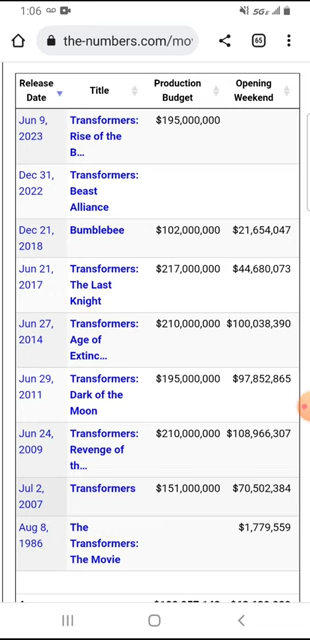 1:06
5GE
the-numbers.com/mo
65
Release Date Title Production Budget Opening Weekend
Jun 9, 2023 Transformers: Rise of the B... $195,000,000
Dec 31, 2022 Transformers: Beast Alliance
Dec 21, 2018 Bumblebee $102,000,000 $21,654,047
Jun 21, 2017 Transformers: The Last Knight $217,000,000 $44,680,073
Jun 27, 2014 Transformers: Age of Extinc... $210,000,000 $100,038,390
Jun 29, 2011 Transformers: Dark of the Moon $195,000,000 $97,852,865
Jun 24, 2009 Transformers: Revenge of th... $210,000,000 $108,966,307
Jul 2, 2007 Transformers $151,000,000 $70,502,384
Aug 8, 1986 The Transformers: The Movie $1,779,559